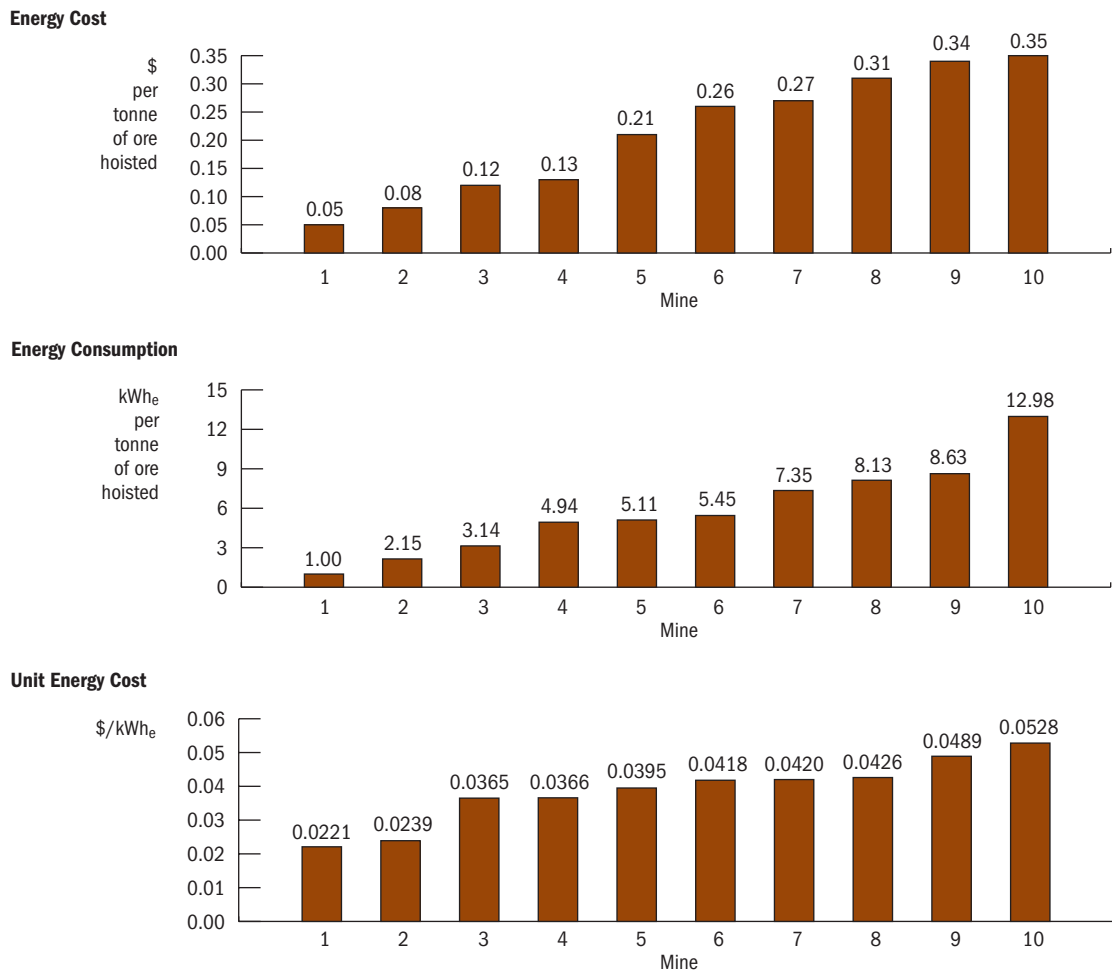 Energy Cost
$
per
tonne
of ore
hoisted
0.35
0.30
0.25
0.20
0.15
0.10
0.05
0.00
0.05
0.08
0.12
0.13
0.21
0.26
0.27
0.31
0.34
0.35
1 2 3 4 5 6 7 8 9 10
Mine
Energy Consumption
kWhe
per
tonne
of ore
hoisted
15
12
9
6
3
0
1.00
2.15
3.14
4.94
5.11
5.45
7.35
8.13
8.63
12.98
1 2 3 4 5 6 7 8 9 10
Mine
Unit Energy Cost
$/kWhe
0.06
0.05
0.04
0.03
0.02
0.01
0.00
0.0221
0.0239
0.0365
0.0366
0.0395
0.0418
0.0420
0.0426
0.0489
0.0528
1 2 3 4 5 6 7 8 9 10
Mine